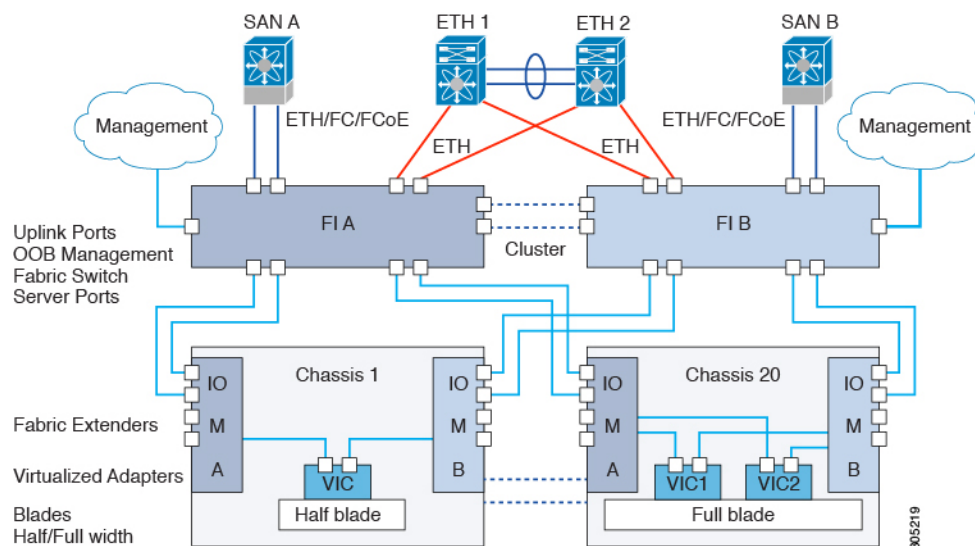 SAN A
ETH 1
ETH 2
SAN B
Management
ETH/FC/FCoE
ETH
ETH
ETH/FC/FCoE
Management
FI A
FI B
Cluster
Uplink Ports
OOB Management
Fabric Switch
Server Ports
IO
M
A
Chassis 1
IO
M
B
IO
M
A
Chassis 20
IO
M
B
Fabric Extenders
Virtualized Adapters
VIC
VIC1
VIC2
Blades
Half/Full width
Half blade
Full blade
305219